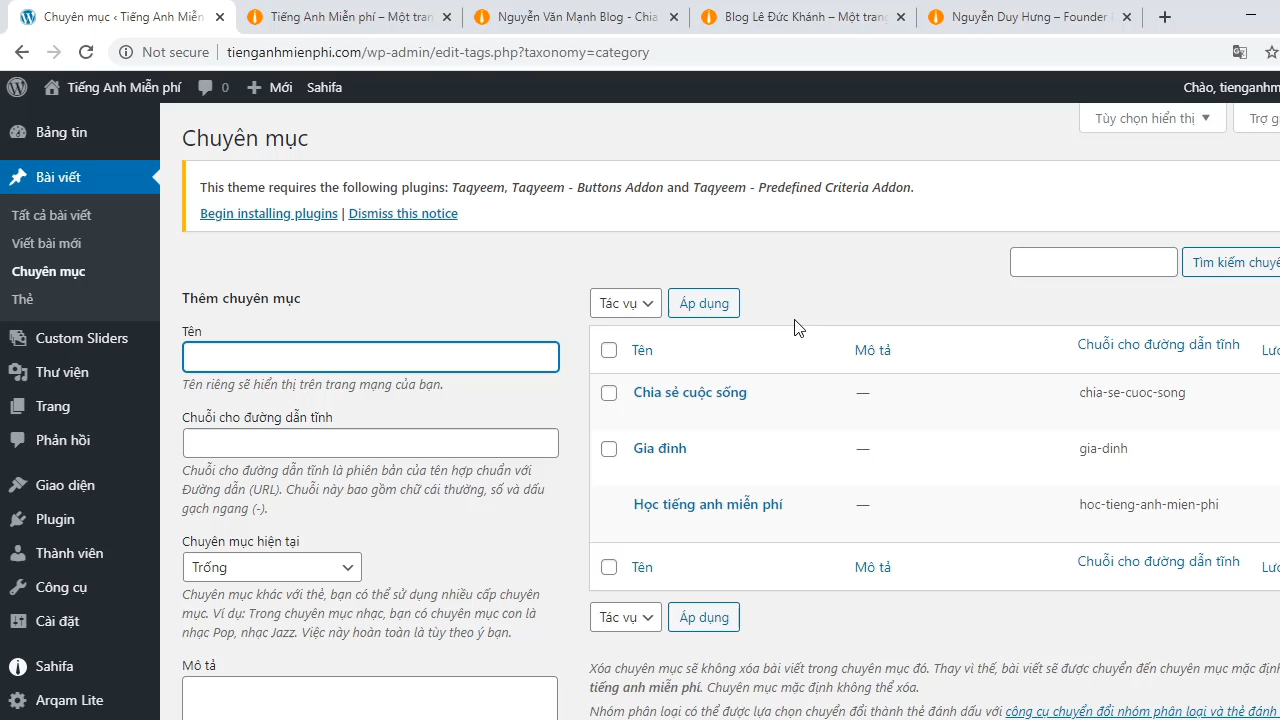 Chuyên mục ‹ Tiếng Anh Miễn
Tiếng Anh Miễn phí – Một tran
Nguyễn Văn Mạnh Blog - Chia
Blog Lê Đức Khánh – Một trang
Nguyễn Duy Hưng – Founder
Not secure
tienganhmienphi.com/wp-admin/edit-tags.php?taxonomy=category
Tiếng Anh Miễn phí
0
Mới
Sahifa
Chào, tienganhm
Bảng tin
Bài viết
Tất cả bài viết
Viết bài mới
Chuyên mục
Thẻ
Custom Sliders
Thư viện
Trang
Phản hồi
Giao diện
Plugin
Thành viên
Công cụ
Cài đặt
Sahifa
Arqam Lite
Tùy chọn hiển thị ▼
Trợ g
Chuyên mục
This theme requires the following plugins: Taqyeem, Taqyeem - Buttons Addon and Taqyeem - Predefined Criteria Addon.
Begin installing plugins | Dismiss this notice
Tìm kiếm chuyê
Thêm chuyên mục
Tên
Tên riêng sẽ hiển thị trên trang mạng của bạn.
Chuỗi cho đường dẫn tĩnh
Chuỗi cho đường dẫn tĩnh là phiên bản của tên hợp chuẩn với
Đường dẫn (URL). Chuỗi này bao gồm chữ cái thường, số và dấu
gạch ngang (-).
Chuyên mục hiện tại
Trống
Chuyên mục khác với thẻ, bạn có thể sử dụng nhiều cấp chuyên
mục. Ví dụ: Trong chuyên mục nhạc, bạn có chuyên mục con là
nhạc Pop, nhạc Jazz. Việc này hoàn toàn là tùy theo ý bạn.
Mô tả
Tác vụ
Áp dụng
Tên
Mô tả
Chuỗi cho đường dẫn tĩnh
Lư
Chia sẻ cuộc sống
—
chia-se-cuoc-song
Gia đình
—
gia-dinh
Học tiếng anh miễn phí
—
hoc-tieng-anh-mien-phi
Tên
Mô tả
Chuỗi cho đường dẫn tĩnh
Lư
Tác vụ
Áp dụng
Xóa chuyên mục sẽ không xóa bài viết trong chuyên mục đó. Thay vì thế, bài viết sẽ được chuyển đến chuyên mục mặc định
tiếng anh miễn phí. Chuyên mục mặc định không thể xóa.
Nhóm phân loại có thể được lựa chọn chuyển đổi thành thẻ đánh dấu với công cụ chuyển đổi nhóm phân loại và thẻ đánh